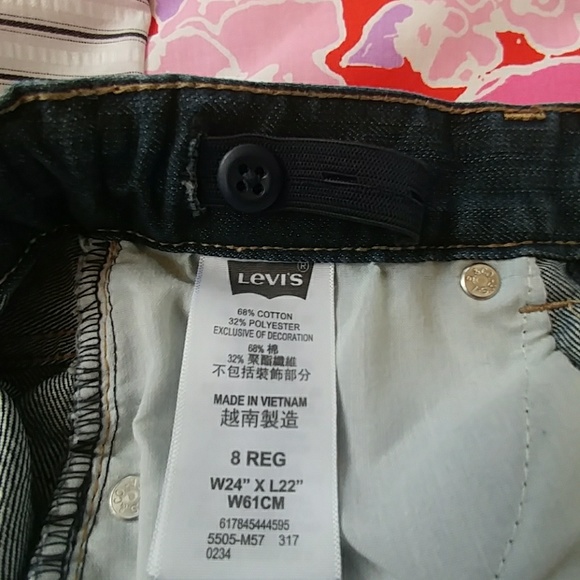 LEVI'S ®
68% COTTON
32% POLYESTER
EXCLUSIVE OF DECORATION
68% 棉
32% 聚酯纖維
不包括裝飾部分
MADE IN VIETNAM
越南製造
8 REG
W24" X L22"
W61CM
617845444595
5505-M57 317
0234